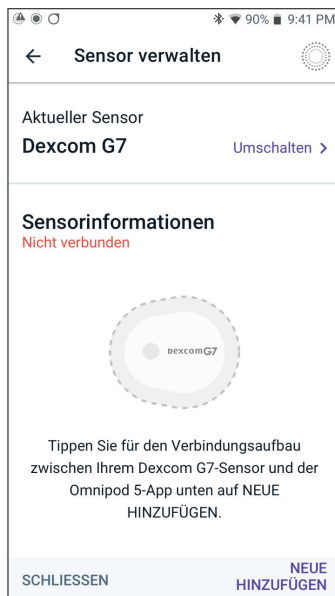 90% 9:41 PM
Sensor verwalten
Aktueller Sensor
Dexcom G7
Umschalten >
Sensorinformationen
Nicht verbunden
Dexcom G7
Tippen Sie für den Verbindungsaufbau
zwischen Ihrem Dexcom G7-Sensor und der
Omnipod 5-App unten auf NEUE
HINZUFÜGEN.
SCHLIESSEN
NEUE
HINZUFÜGEN